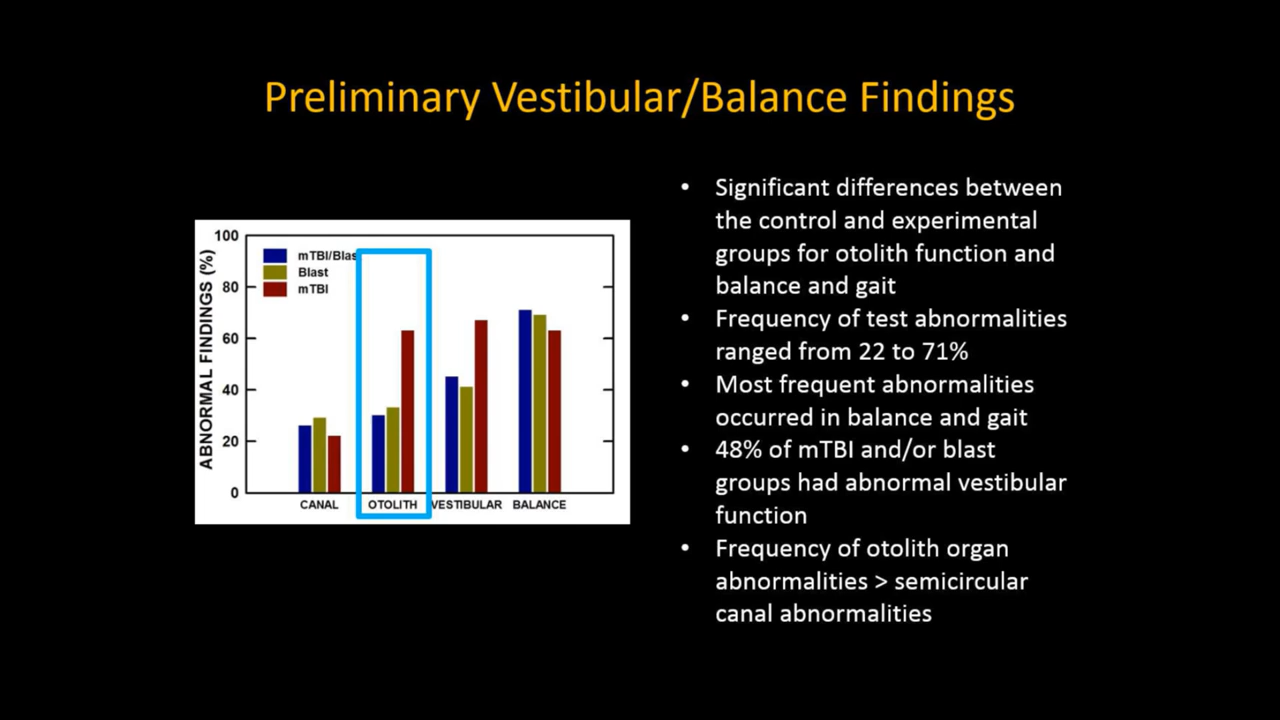 Preliminary Vestibular/Balance Findings
100
80
60
40
20
0
ABNORMAL FINDINGS (%)
mTBI/Blas
Blast
mTBI
CANAL
OTOLITH
VESTIBULAR
BALANCE
• Significant differences between
the control and experimental
groups for otolith function and
balance and gait
• Frequency of test abnormalities
ranged from 22 to 71%
• Most frequent abnormalities
occurred in balance and gait
• 48% of mTBI and/or blast
groups had abnormal vestibular
function
• Frequency of otolith organ
abnormalities > semicircular
canal abnormalities